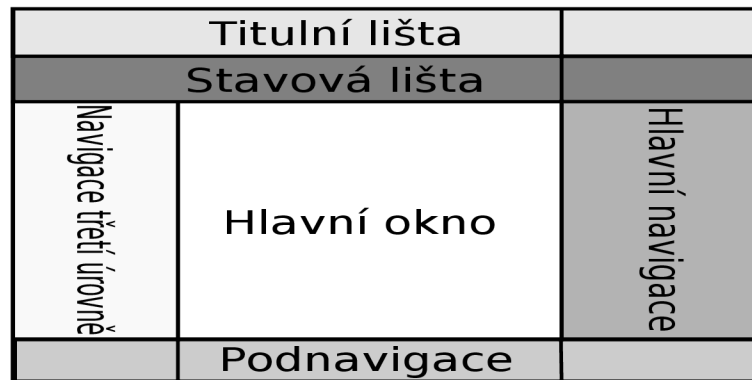 Titulní lišta
Stavová lišta
Navigace třetí úrovně
Hlavní okno
Hlavní navigace
Podnavigace